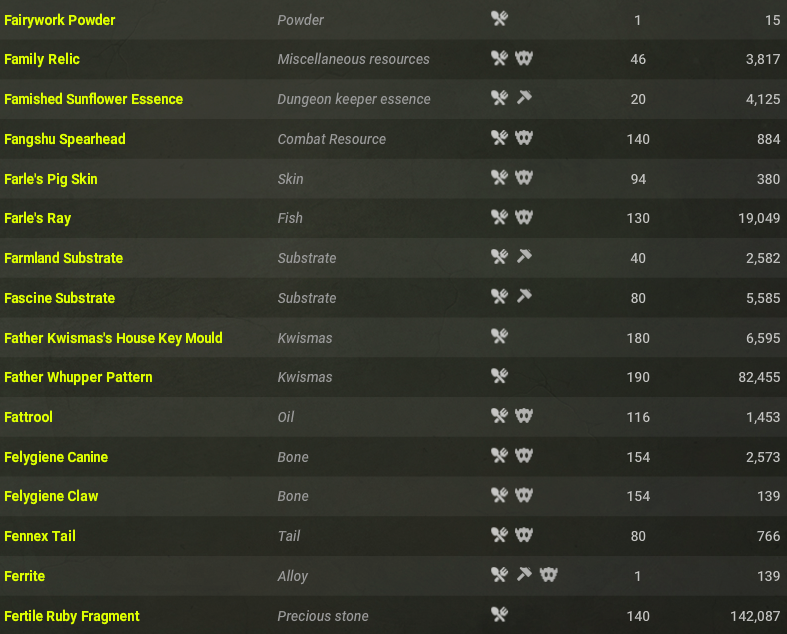 Fairywork Powder Powder 1 15
Family Relic Miscellaneous resources 46 3,817
Famished Sunflower Essence Dungeon keeper essence 20 4,125
Fangshu Spearhead Combat Resource 140 884
Farle's Pig Skin Skin 94 380
Farle's Ray Fish 130 19,049
Farmland Substrate Substrate 40 2,582
Fascine Substrate Substrate 80 5,585
Father Kwismas's House Key Mould Kwismas 180 6,595
Father Whupper Pattern Kwismas 190 82,455
Fattrool Oil 116 1,453
Felygiene Canine Bone 154 2,573
Felygiene Claw Bone 154 139
Fennex Tail Tail 80 766
Ferrite Alloy 1 139
Fertile Ruby Fragment Precious stone 140 142,087